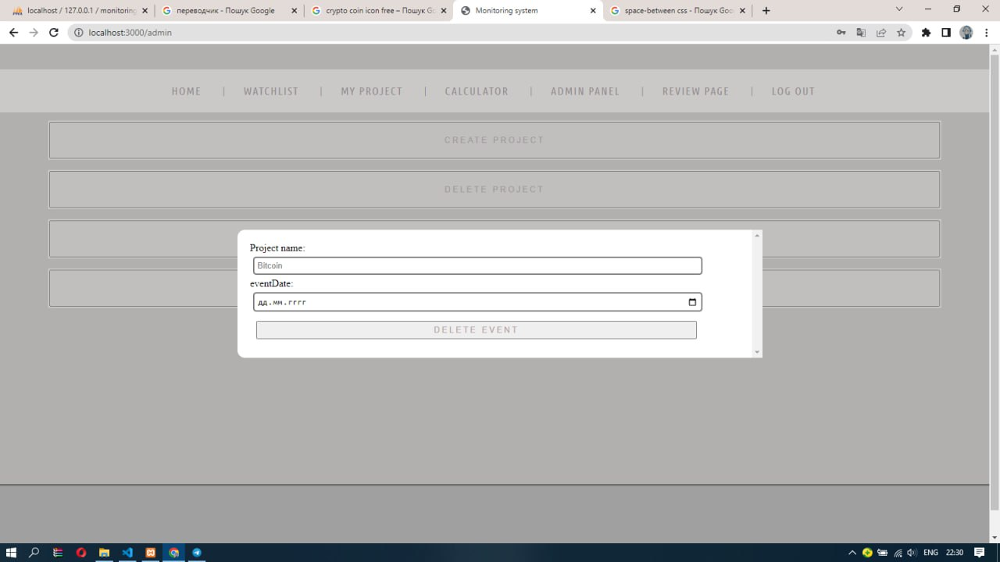 localhost / 127.0.0.1 / monitoring
переводчик - Пошук Google
crypto coin icon free – Пошук Go
Monitoring system
space-between css - Пошук Goo
localhost:3000/admin
HOME | WATCHLIST | MY PROJECT | CALCULATOR | ADMIN PANEL | REVIEW PAGE | LOG OUT
CREATE PROJECT
DELETE PROJECT
Project name:
Bitcoin
eventDate:
дд.мм.гггг
DELETE EVENT
ENG 22:30